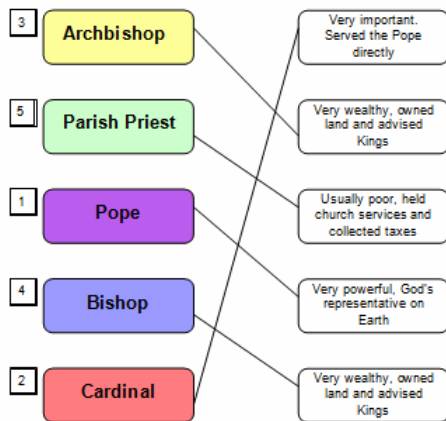 3
Archbishop
Very important.
Served the Pope
directly
5
Parish Priest
Very wealthy, owned
land and advised
Kings
1
Pope
Usually poor, held
church services and
collected taxes
4
Bishop
Very powerful, God's
representative on
Earth
2
Cardinal
Very wealthy, owned
land and advised
Kings